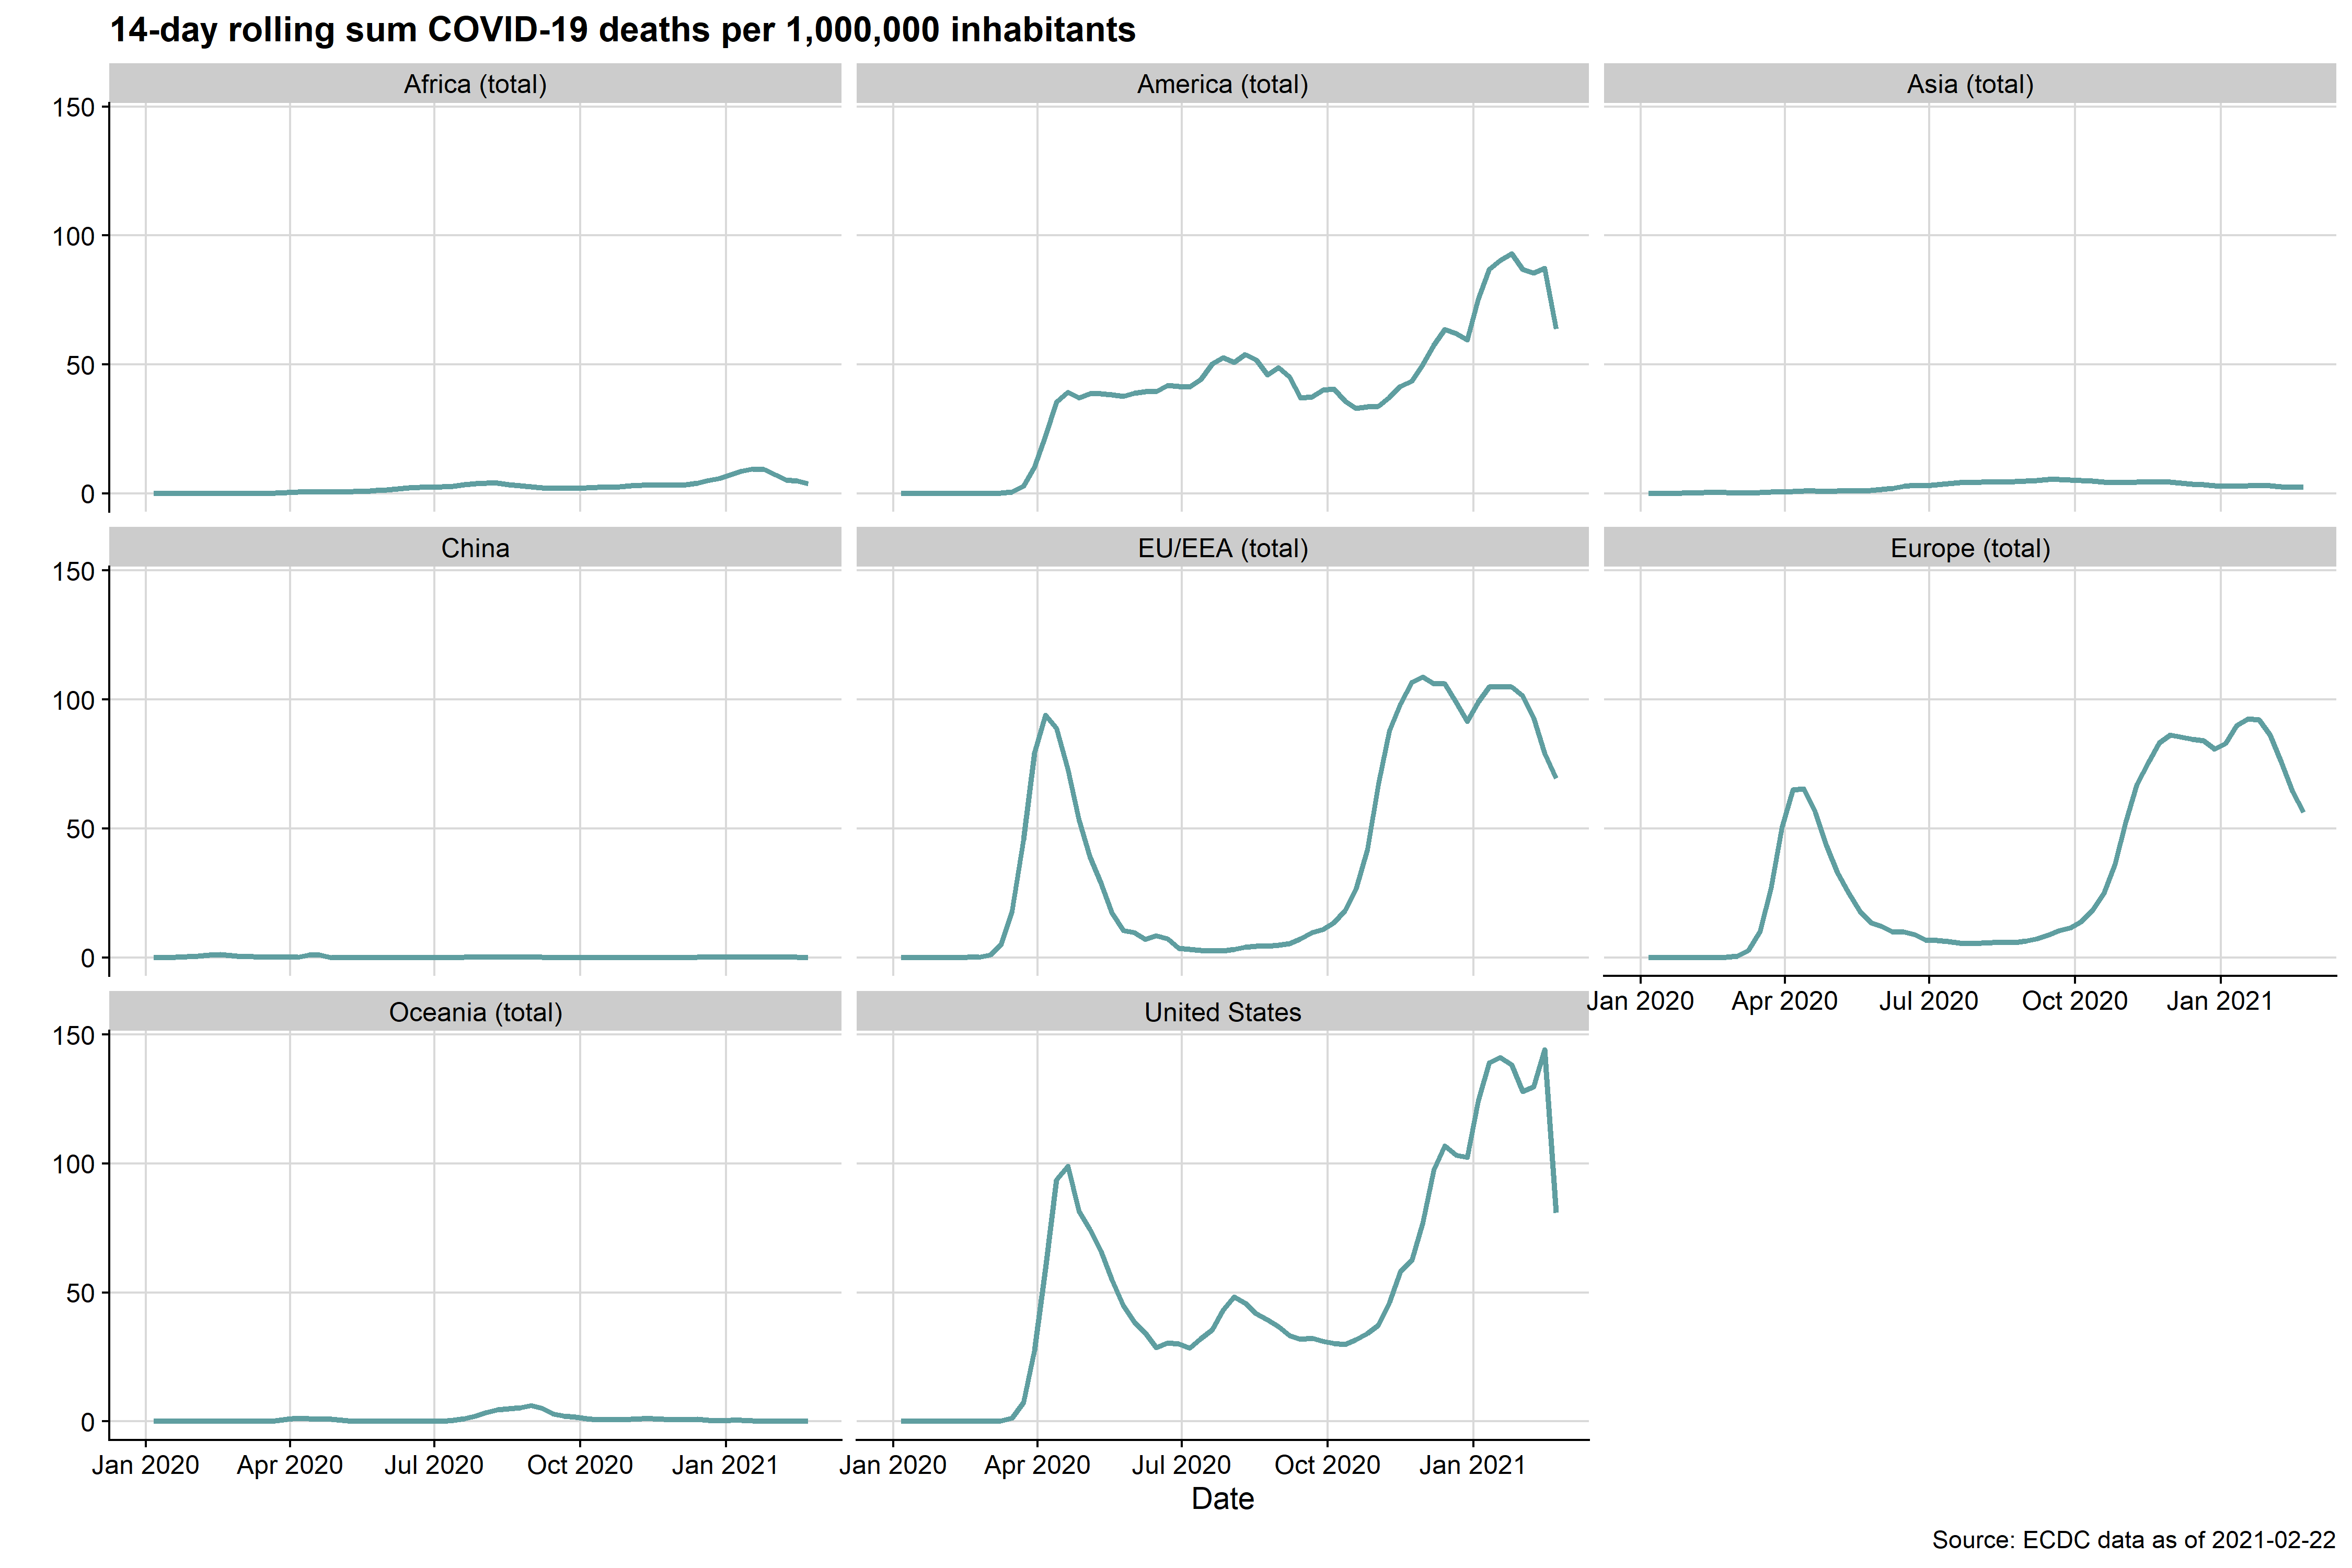 14-day rolling sum COVID-19 deaths per 1,000,000 inhabitants
Africa (total)
America (total)
Asia (total)
150
100
50
0
China
EU/EEA (total)
Europe (total)
150
100
50
0
Jan 2020 Apr 2020 Jul 2020 Oct 2020 Jan 2021
Oceania (total)
United States
150
100
50
0
Jan 2020 Apr 2020 Jul 2020 Oct 2020 Jan 2021
Jan 2020 Apr 2020 Jul 2020 Oct 2020 Jan 2021
Date
Source: ECDC data as of 2021-02-22